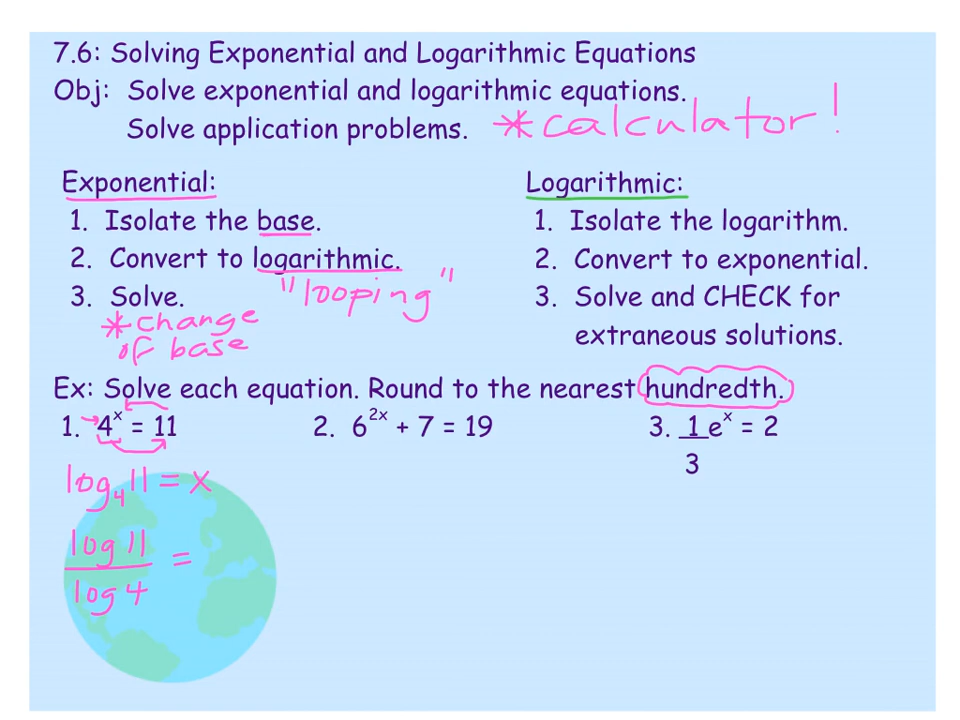 7.6: Solving Exponential and Logarithmic Equations
Obj: Solve exponential and logarithmic equations.
Solve application problems. *calculator!
Exponential:
1. Isolate the base.
2. Convert to logarithmic.
"looping"
3. Solve.
*change
of base
Logarithmic:
1. Isolate the logarithm.
2. Convert to exponential.
3. Solve and CHECK for
extraneous solutions.
Ex: Solve each equation. Round to the nearest hundredth.
1. 4^x = 11
log₄ 11 = x
log 11
log 4 =
2. 6^2x + 7 = 19
3. 1 e^x = 2
3